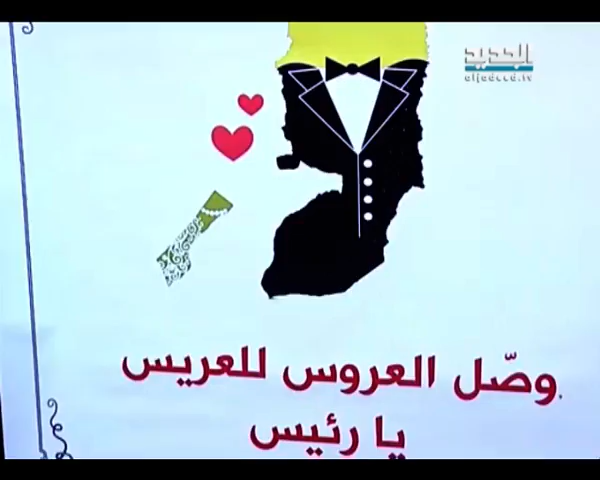 الجديد
aljadeed.tv
وصّل العروس للعريس
يا رئيس